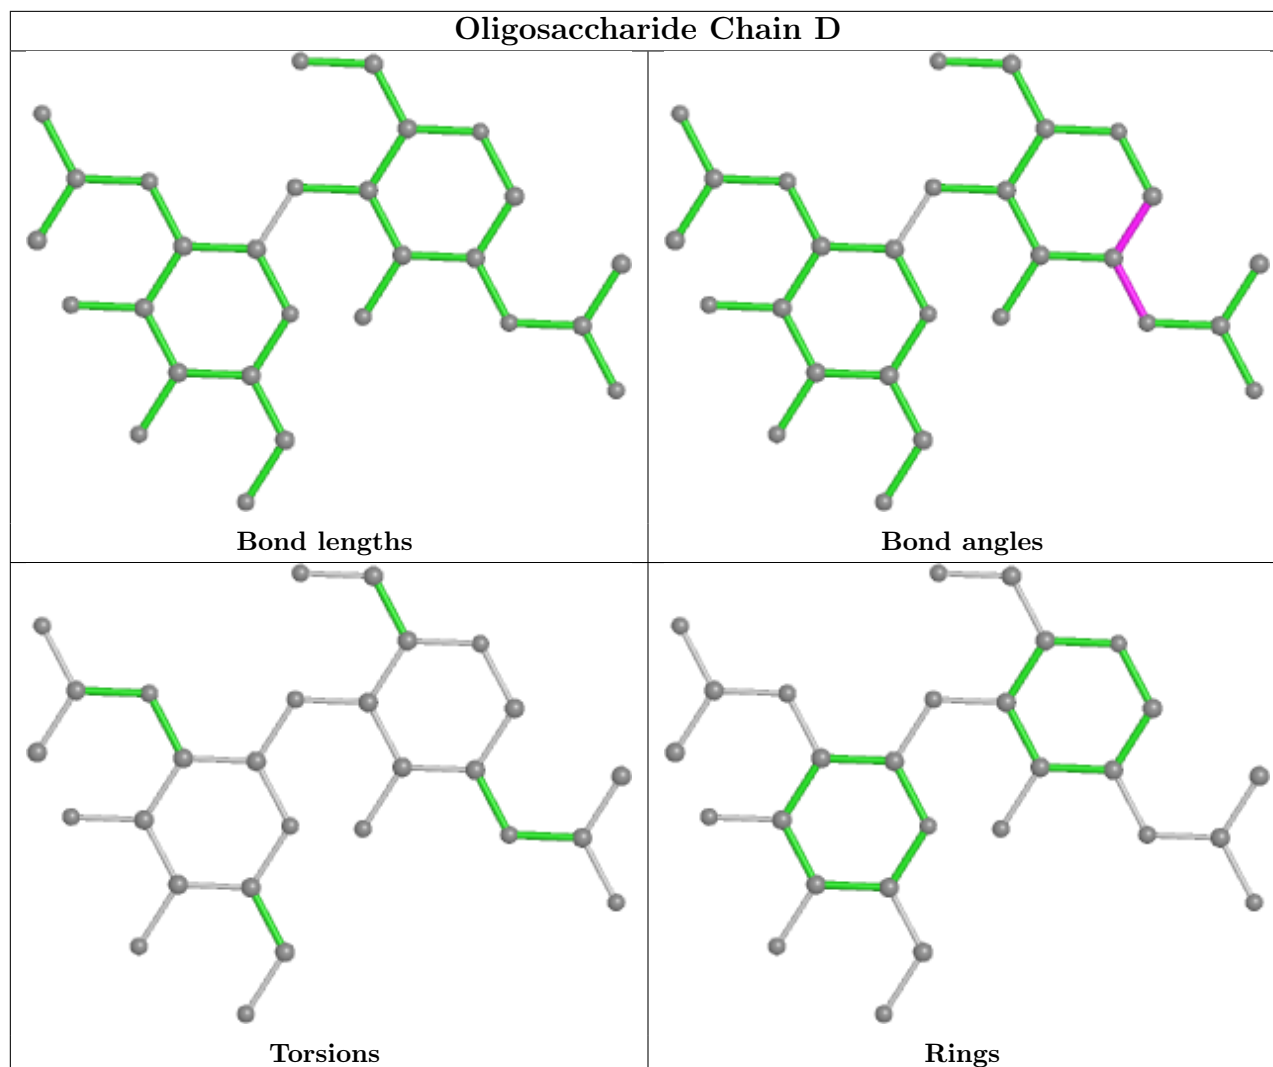 Oligosaccharide Chain D
Bond lengths
Bond angles
Torsions
Rings